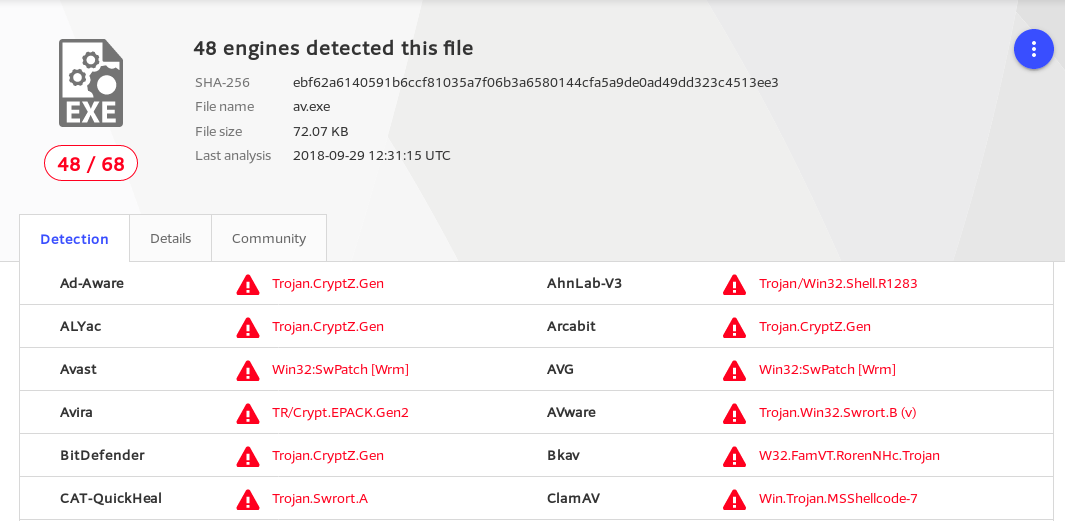 48 engines detected this file
SHA-256 ebf62a6140591b6ccf81035a7f06b3a6580144cfa5a9de0ad49dd323c4513ee3
File name av.exe
File size 72.07 KB
Last analysis 2018-09-29 12:31:15 UTC
EXE
48 / 68
Detection Details Community
Ad-Aware Trojan.CryptZ.Gen AhnLab-V3 Trojan/Win32.Shell.R1283
ALYac Trojan.CryptZ.Gen Arcabit Trojan.CryptZ.Gen
Avast Win32:SwPatch [Wrm] AVG Win32:SwPatch [Wrm]
Avira TR/Crypt.EPACK.Gen2 AVware Trojan.Win32.Swrort.B (v)
BitDefender Trojan.CryptZ.Gen Bkav W32.FamVT.RorenNHc.Trojan
CAT-QuickHeal Trojan.Swrort.A ClamAV Win.Trojan.MSShellcode-7